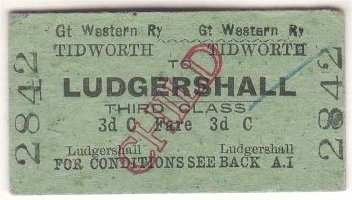 Gt Western Ry Gt Western Ry
TIDWORTH TIDWORTH
TO
LUDGERSHALL
THIRD CLASS
3d C Fare 3d C
Ludgershall Ludgershall
FOR CONDITIONS SEE BACK A.I
CHILD
2842
2842